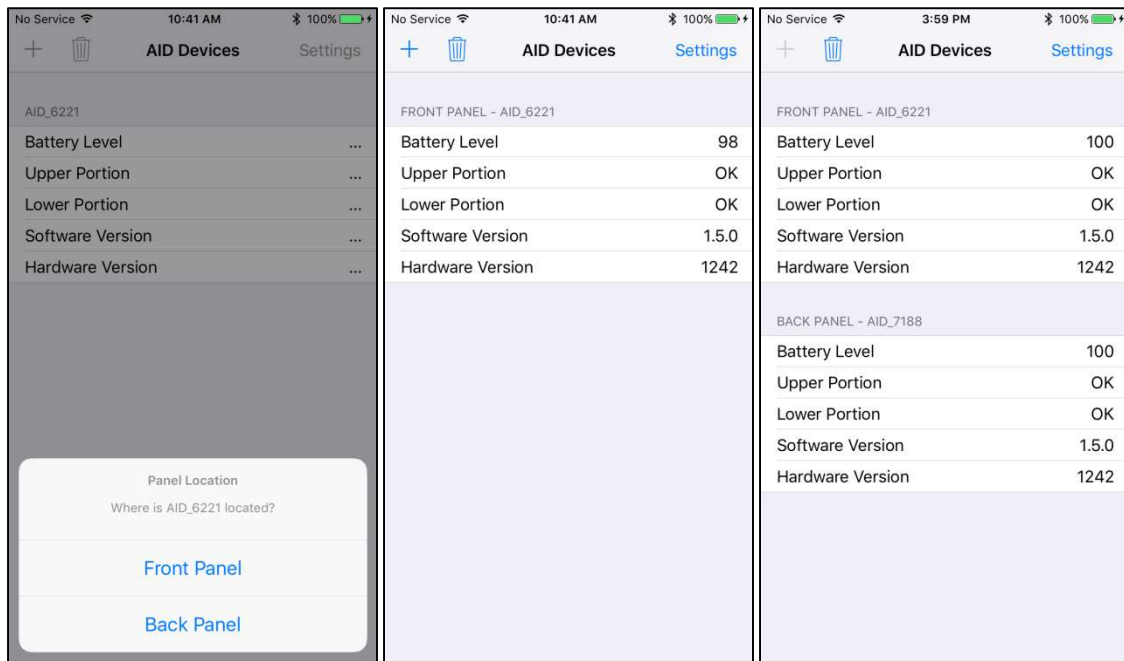 No Service 10:41 AM 100%
+ AID Devices Settings
AID_6221
Battery Level ...
Upper Portion ...
Lower Portion ...
Software Version ...
Hardware Version ...
Panel Location
Where is AID_6221 located?
Front Panel
Back Panel
No Service 10:41 AM 100%
+ AID Devices Settings
FRONT PANEL - AID_6221
Battery Level 98
Upper Portion OK
Lower Portion OK
Software Version 1.5.0
Hardware Version 1242
No Service 3:59 PM 100%
+ AID Devices Settings
FRONT PANEL - AID_6221
Battery Level 100
Upper Portion OK
Lower Portion OK
Software Version 1.5.0
Hardware Version 1242
BACK PANEL - AID_7188
Battery Level 100
Upper Portion OK
Lower Portion OK
Software Version 1.5.0
Hardware Version 1242